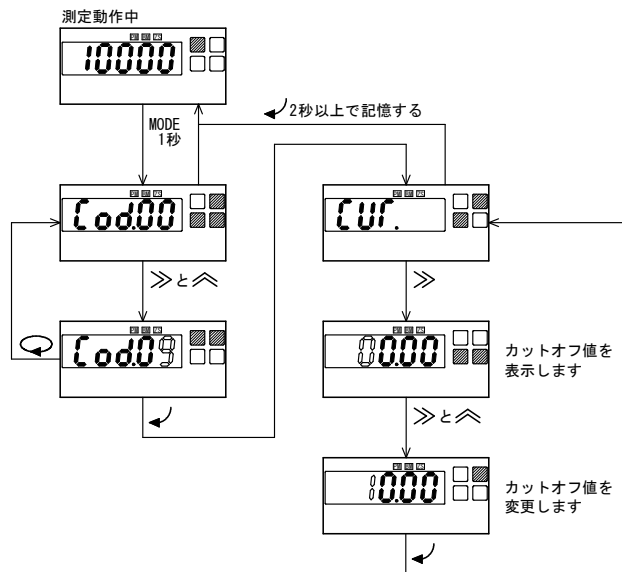 測定動作中
10000
MODE
1秒
2秒以上で記憶する
Cod.00
CUT.
≫と︽
≫
Cod.09
00.00
カットオフ値を
表示します
≫と︽
10.00
カットオフ値を
変更します